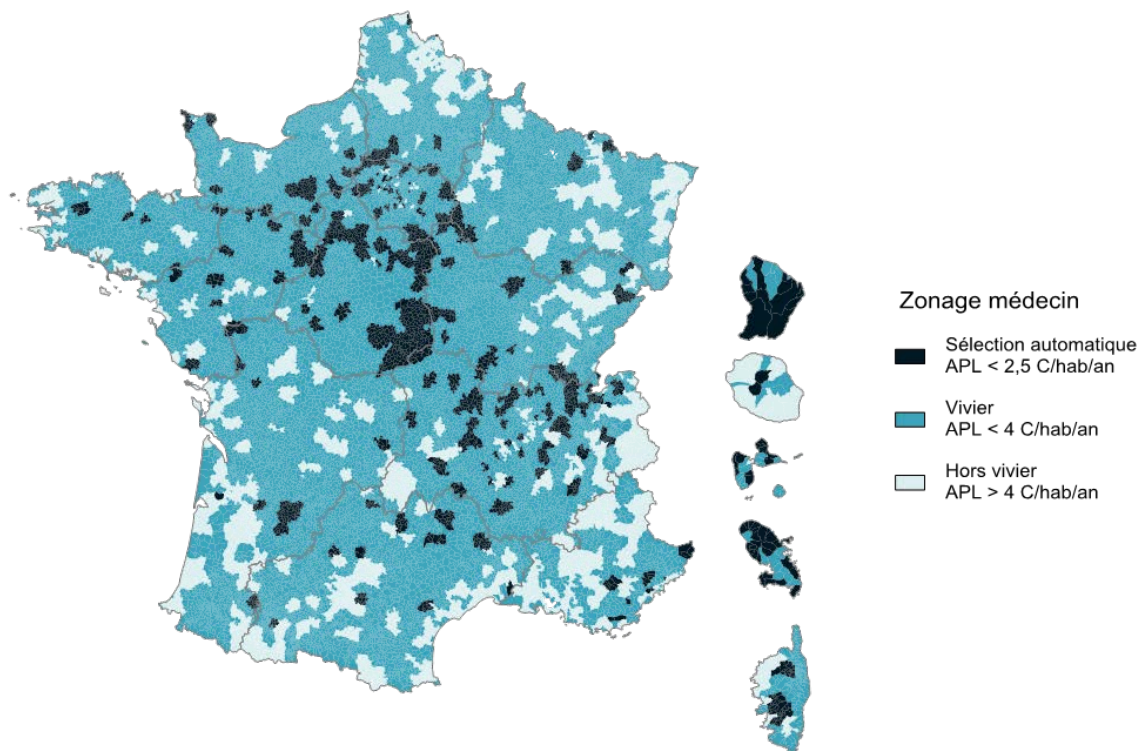 Zonage médecin
Sélection automatique
APL < 2,5 C/hab/an
Vivier
APL < 4 C/hab/an
Hors vivier
APL > 4 C/hab/an